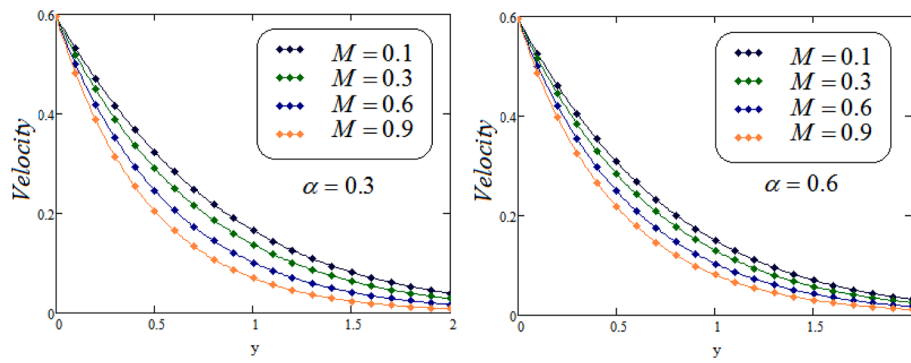 0.6
0.4
0.2
0
Velocity
M = 0.1
M = 0.3
M = 0.6
M = 0.9
α = 0.3
0 0.5 1 1.5 2
y
0.6
0.4
0.2
0
Velocity
M = 0.1
M = 0.3
M = 0.6
M = 0.9
α = 0.6
0 0.5 1 1.5
y